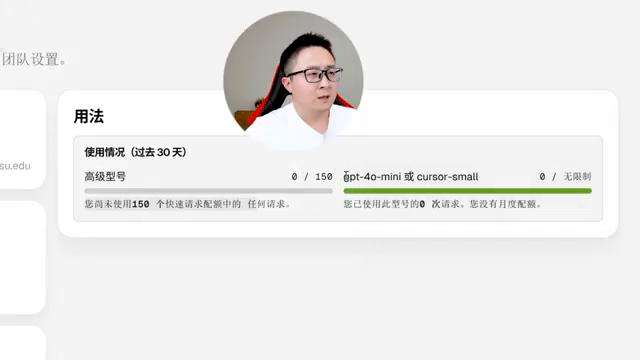 团队设置。
su.edu
用法
使用情况（过去 30 天）
高级型号 0 / 150
您尚未使用150 个快速请求配额中的 任何请求。
gpt-4o-mini 或 cursor-small 0 / 无限制
您已使用此型号的0 次请求。您没有月度配额。